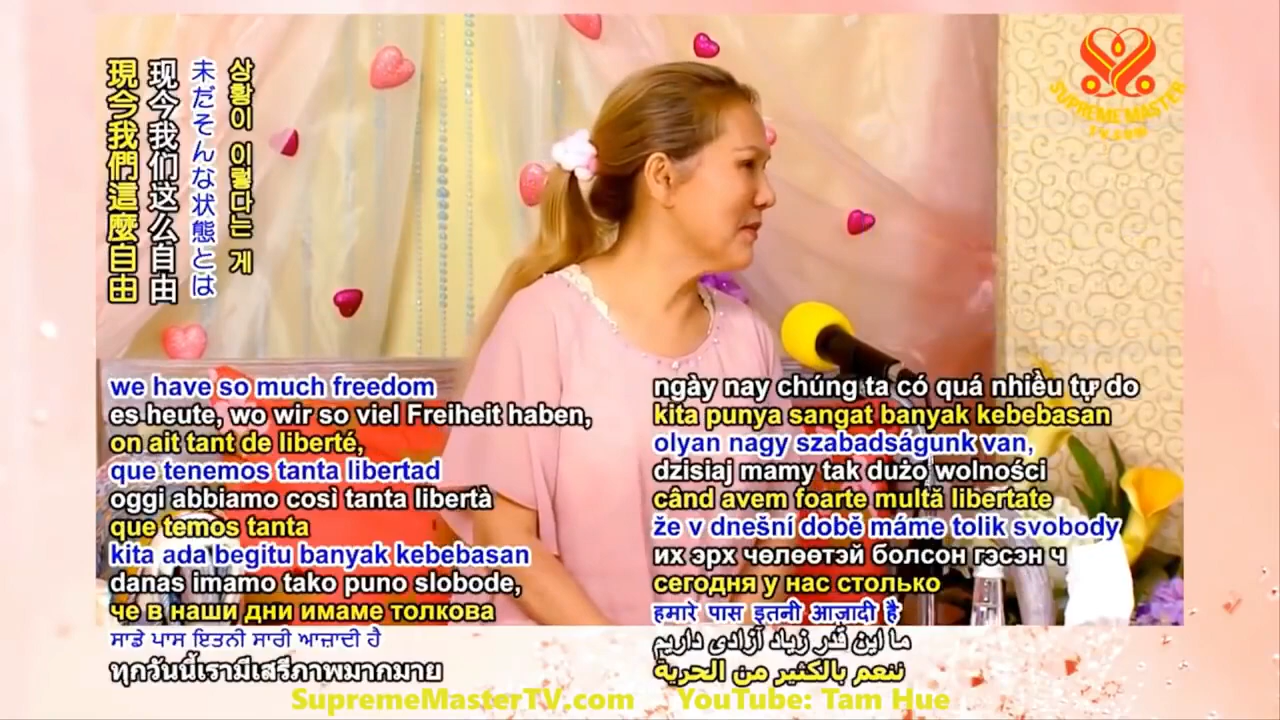 現今我們這麼自由
现今我们这么自由
未だそんな状態とは
상황이 이렇다는 게
SUPREME MASTER
we have so much freedom
es heute, wo wir so viel Freiheit haben,
on ait tant de liberté,
que tenemos tanta libertad
oggi abbiamo così tanta libertà
que temos tanta
kita ada begitu banyak kebebasan
danas imamo tako puno slobode,
че в наши дни имаме толкова
ਸਾਡੇ ਪਾਸ ਇਤਨੀ ਸਾਰੀ ਆਜ਼ਾਦੀ ਹੈ
ทุกวันนี้เรามีเสรีภาพมากมาย
ngày nay chúng ta có quá nhiều tự do
kita punya sangat banyak kebebasan
olyan nagy szabadságunk van,
dzisiaj mamy tak dużo wolności
când avem foarte multă libertate
že v dnešní době máme tolik svobody
их эрх чөлөөтэй болсон гэсэн ч
сегодня у нас столько
हमारे पास इतनी आज़ादी है
ما این قدر زیاد آزادی داریم
ننعم بالكثير من الحرية
SupremeMasterTV.com YouTube: Tam Hue